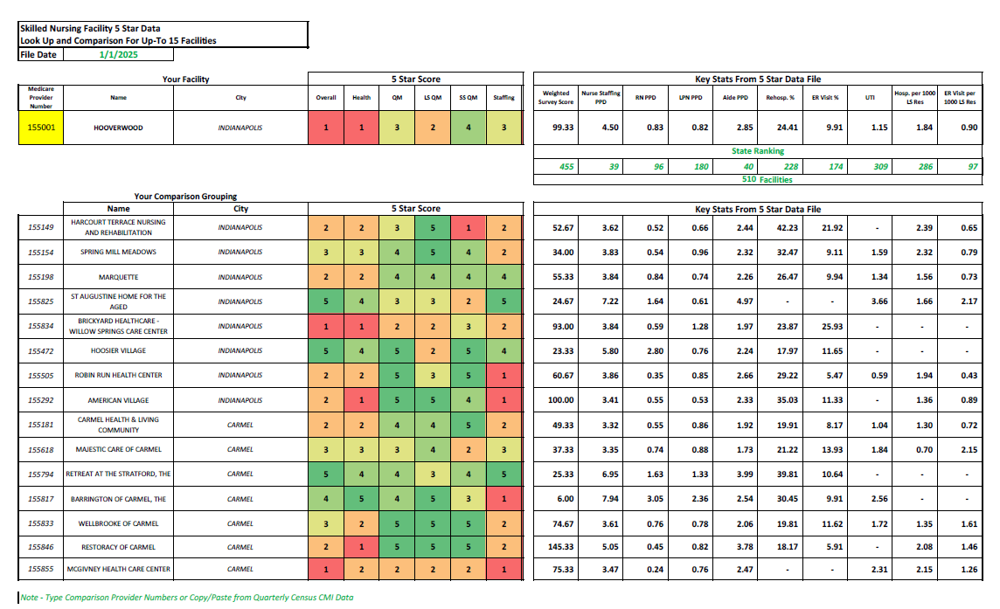 Skilled Nursing Facility 5 Star Data
Look Up and Comparison For Up-To 15 Facilities
File Date 1/1/2025
Your Facility 5 Star Score Key Stats From 5 Star Data File
Medicare Provider Number Name City Overall Health QM LS QM SS QM Staffing Weighted Survey Score Nurse Staffing PPD RN PPD LPN PPD Aide PPD Rehosp. % ER Visit % UTI Hosp. per 1000 LS Res ER Visit per 1000 LS Res
155001 HOOVERWOOD INDIANAPOLIS 1 1 3 2 4 3 99.33 4.50 0.83 0.82 2.85 24.41 9.91 1.15 1.84 0.90
State Ranking
455 39 96 180 40 228 174 309 286 97
510 Facilities
Your Comparison Grouping
Name City 5 Star Score Key Stats From 5 Star Data File
155149 HARCOURT TERRACE NURSING AND REHABILITATION INDIANAPOLIS 2 2 3 5 1 2 52.67 3.62 0.52 0.66 2.44 42.23 21.92 - 2.39 0.65
155154 SPRING MILL MEADOWS INDIANAPOLIS 3 3 4 5 4 2 34.00 3.83 0.54 0.96 2.32 32.47 9.11 1.59 2.32 0.79
155198 MARQUETTE INDIANAPOLIS 2 2 4 4 4 4 55.33 3.84 0.84 0.74 2.26 26.47 9.94 1.34 1.56 0.73
155825 ST AUGUSTINE HOME FOR THE AGED INDIANAPOLIS 5 4 3 3 2 5 24.67 7.22 1.64 0.61 4.97 - - 3.66 1.66 2.17
155834 BRICKYARD HEALTHCARE - WILLOW SPRINGS CARE CENTER INDIANAPOLIS 1 1 2 2 3 2 93.00 3.84 0.59 1.28 1.97 23.87 25.93 - - -
155472 HOOSIER VILLAGE INDIANAPOLIS 5 4 5 2 5 4 23.33 5.80 2.80 0.76 2.24 17.97 11.65 - - -
155505 ROBIN RUN HEALTH CENTER INDIANAPOLIS 2 2 5 3 5 1 60.67 3.86 0.35 0.85 2.66 29.22 5.47 0.59 1.94 0.43
155292 AMERICAN VILLAGE INDIANAPOLIS 2 1 5 5 4 1 100.00 3.41 0.55 0.53 2.33 35.03 11.33 - 1.36 0.89
155181 CARMEL HEALTH & LIVING COMMUNITY CARMEL 2 2 4 4 5 2 49.33 3.32 0.55 0.86 1.92 19.91 8.17 1.04 1.30 0.72
155618 MAJESTIC CARE OF CARMEL CARMEL 3 3 3 4 2 3 37.33 3.35 0.74 0.88 1.73 21.22 13.93 1.84 0.70 2.15
155794 RETREAT AT THE STRATFORD, THE CARMEL 5 4 4 3 4 5 25.33 6.95 1.63 1.33 3.99 39.81 10.64 - - -
155817 BARRINGTON OF CARMEL, THE CARMEL 4 5 4 5 3 1 6.00 7.94 3.05 2.36 2.54 30.45 9.91 2.56 - -
155833 WELLBROOKE OF CARMEL CARMEL 3 2 5 5 5 2 74.67 3.61 0.76 0.78 2.06 19.81 11.62 1.72 1.35 1.61
155846 RESTORACY OF CARMEL CARMEL 2 1 5 5 5 2 145.33 5.05 0.45 0.82 3.78 18.17 5.91 - 2.08 1.46
155855 MCGIVNEY HEALTH CARE CENTER CARMEL 1 2 2 2 2 1 75.33 3.47 0.24 0.76 2.47 - - 2.31 2.15 1.26
Note - Type Comparison Provider Numbers or Copy/Paste from Quarterly Census CMI Data